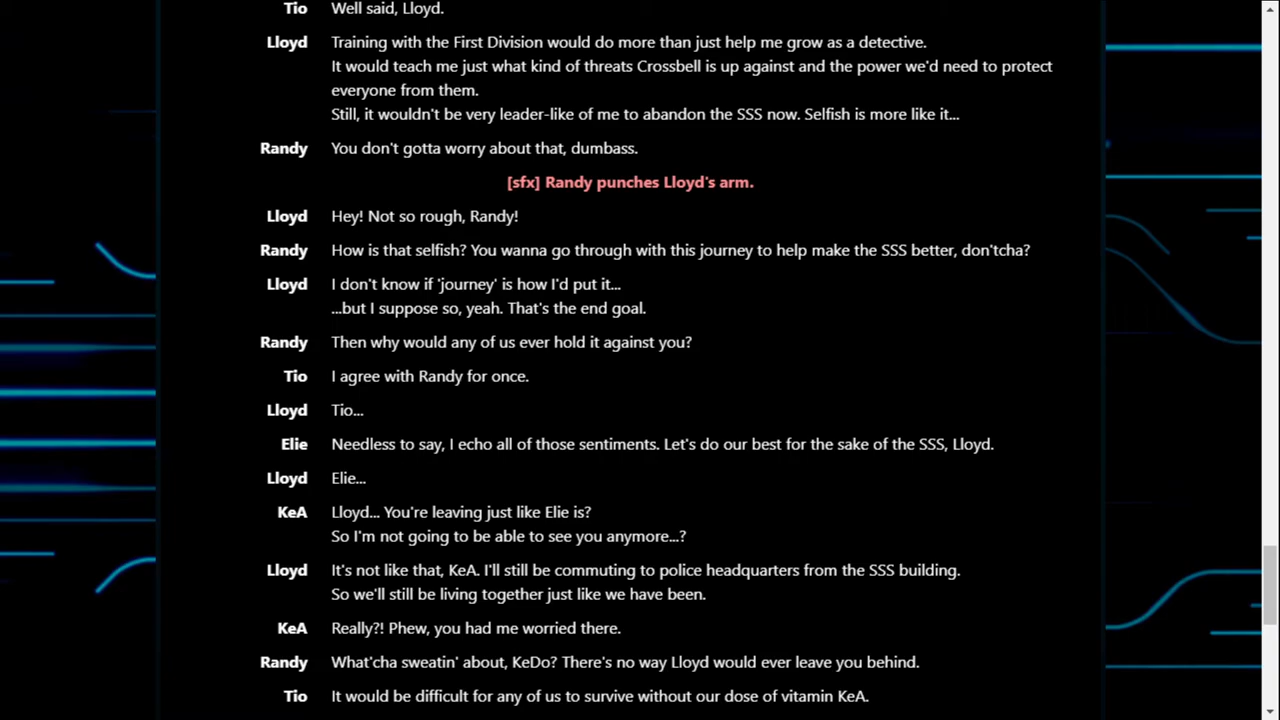 Tio Well said, Lloyd.
Lloyd Training with the First Division would do more than just help me grow as a detective.
It would teach me just what kind of threats Crossbell is up against and the power we'd need to protect
everyone from them.
Still, it wouldn't be very leader-like of me to abandon the SSS now. Selfish is more like it...
Randy You don't gotta worry about that, dumbass.
[sfx] Randy punches Lloyd's arm.
Lloyd Hey! Not so rough, Randy!
Randy How is that selfish? You wanna go through with this journey to help make the SSS better, don'tcha?
Lloyd I don't know if 'journey' is how I'd put it...
...but I suppose so, yeah. That's the end goal.
Randy Then why would any of us ever hold it against you?
Tio I agree with Randy for once.
Lloyd Tio...
Elie Needless to say, I echo all of those sentiments. Let's do our best for the sake of the SSS, Lloyd.
Lloyd Elie...
KeA Lloyd... You're leaving just like Elie is?
So I'm not going to be able to see you anymore...?
Lloyd It's not like that, KeA. I'll still be commuting to police headquarters from the SSS building.
So we'll still be living together just like we have been.
KeA Really?! Phew, you had me worried there.
Randy What'cha sweatin' about, KeDo? There's no way Lloyd would ever leave you behind.
Tio It would be difficult for any of us to survive without our dose of vitamin KeA.